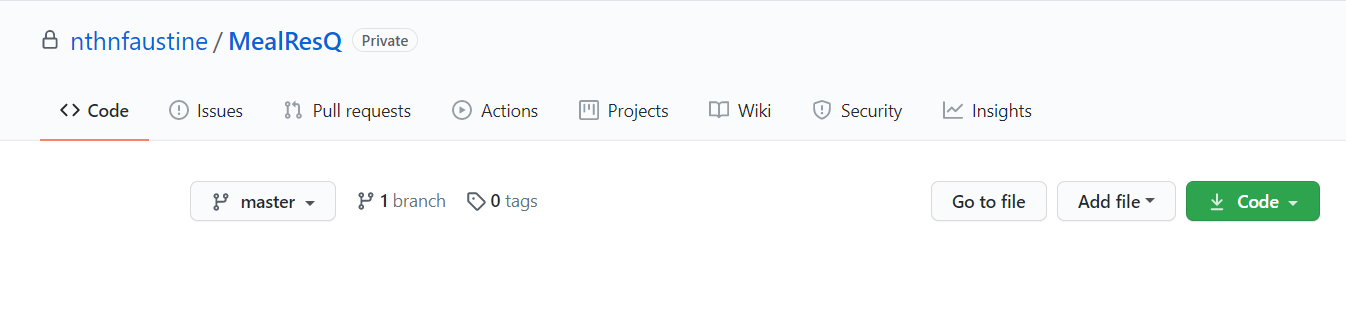 nthnfaustine / MealResQ Private
Code Issues Pull requests Actions Projects Wiki Security Insights
master 1 branch 0 tags Go to file Add file Code